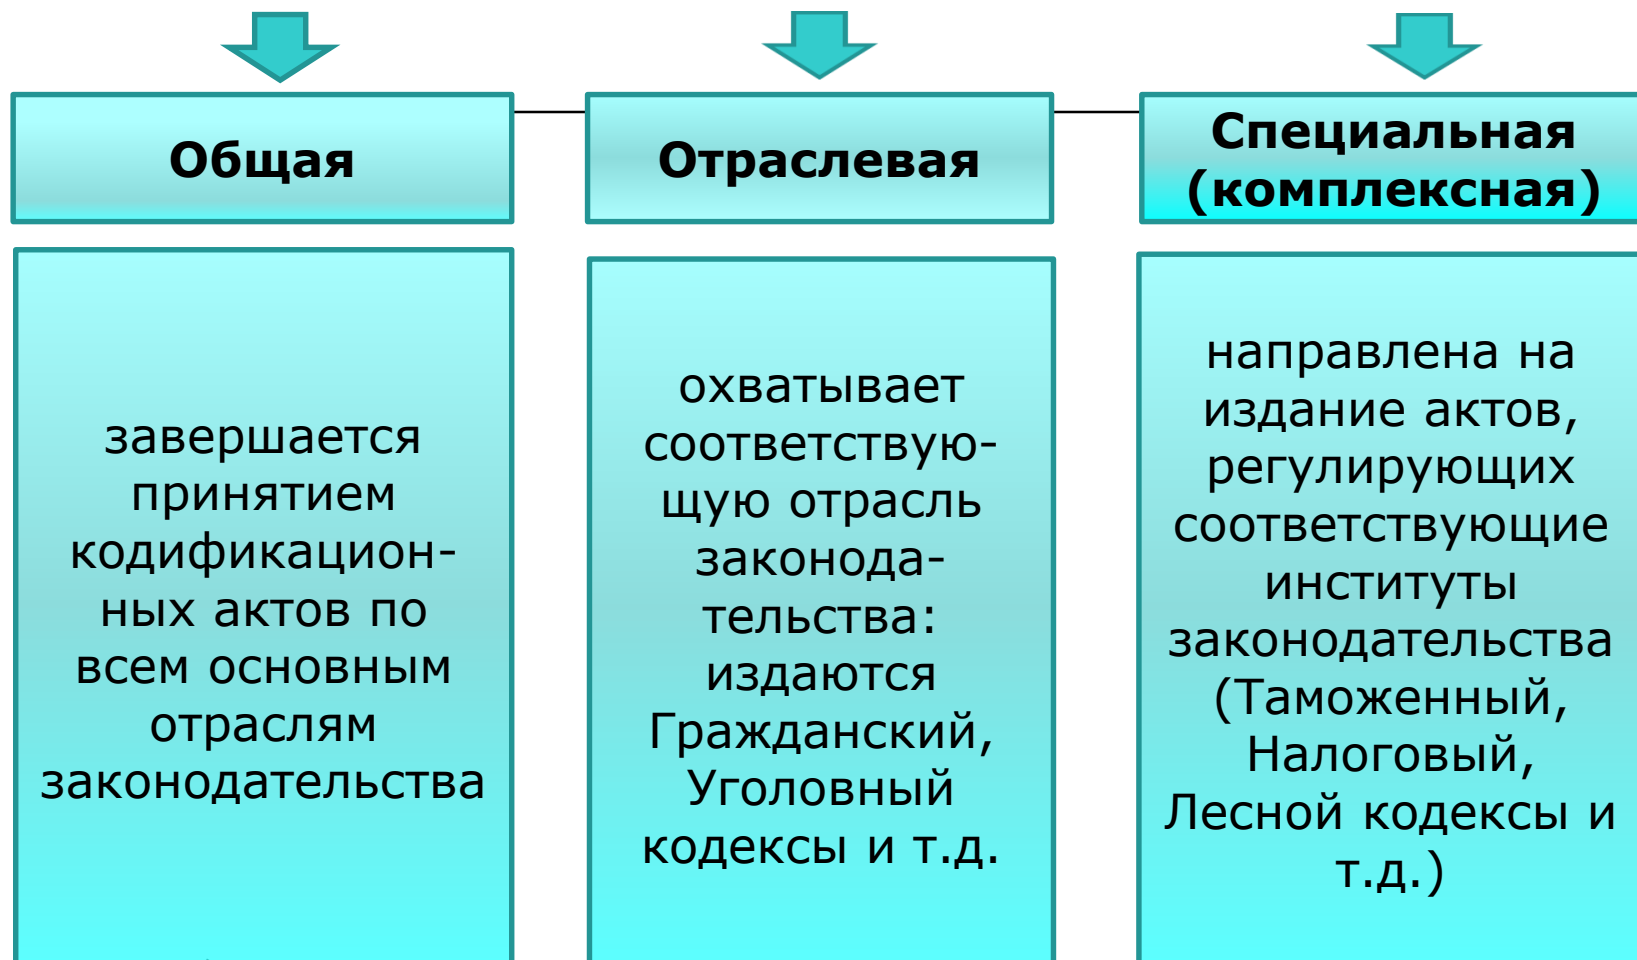 Общая
Отраслевая
Специальная
(комплексная)
завершается
принятием
кодификацион-
ных актов по
всем основным
отраслям
законодательства
охватывает
соответствую-
щую отрасль
законода-
тельства:
издаются
Гражданский,
Уголовный
кодексы и т.д.
направлена на
издание актов,
регулирующих
соответствующие
институты
законодательства
(Таможенный,
Налоговый,
Лесной кодексы и
т.д.)